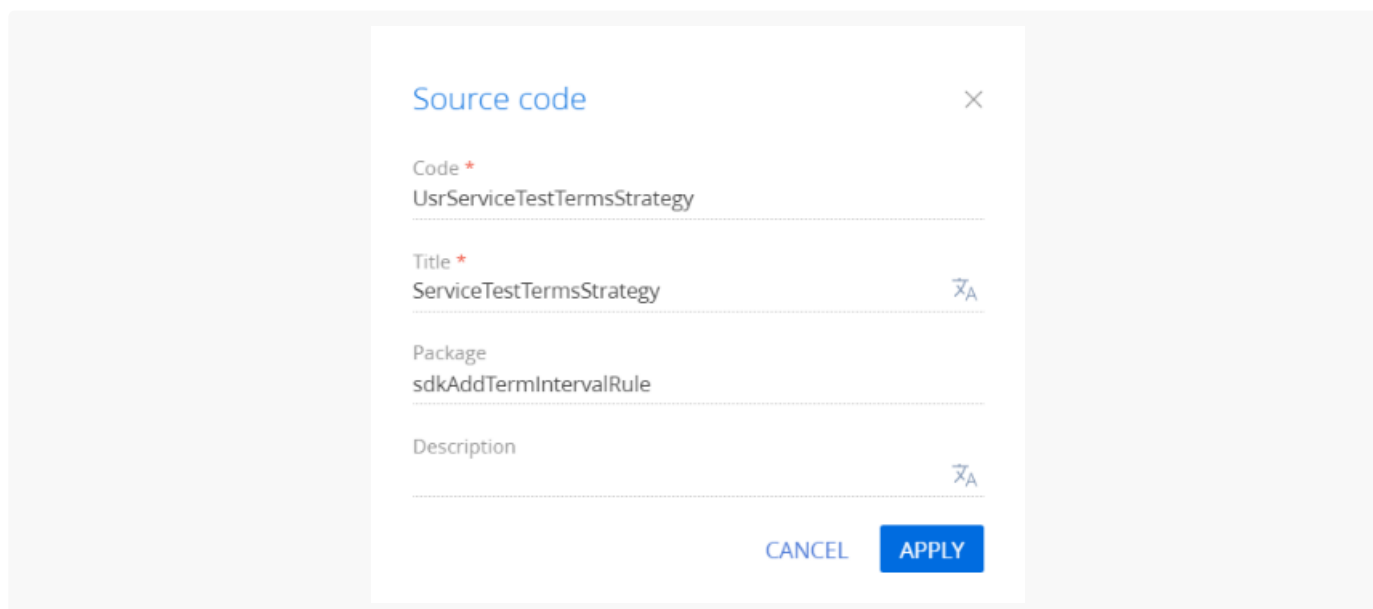 Source code
Code *
UsrServiceTestTermsStrategy
Title *
ServiceTestTermsStrategy
Package
sdkAddTermIntervalRule
Description
CANCEL APPLY